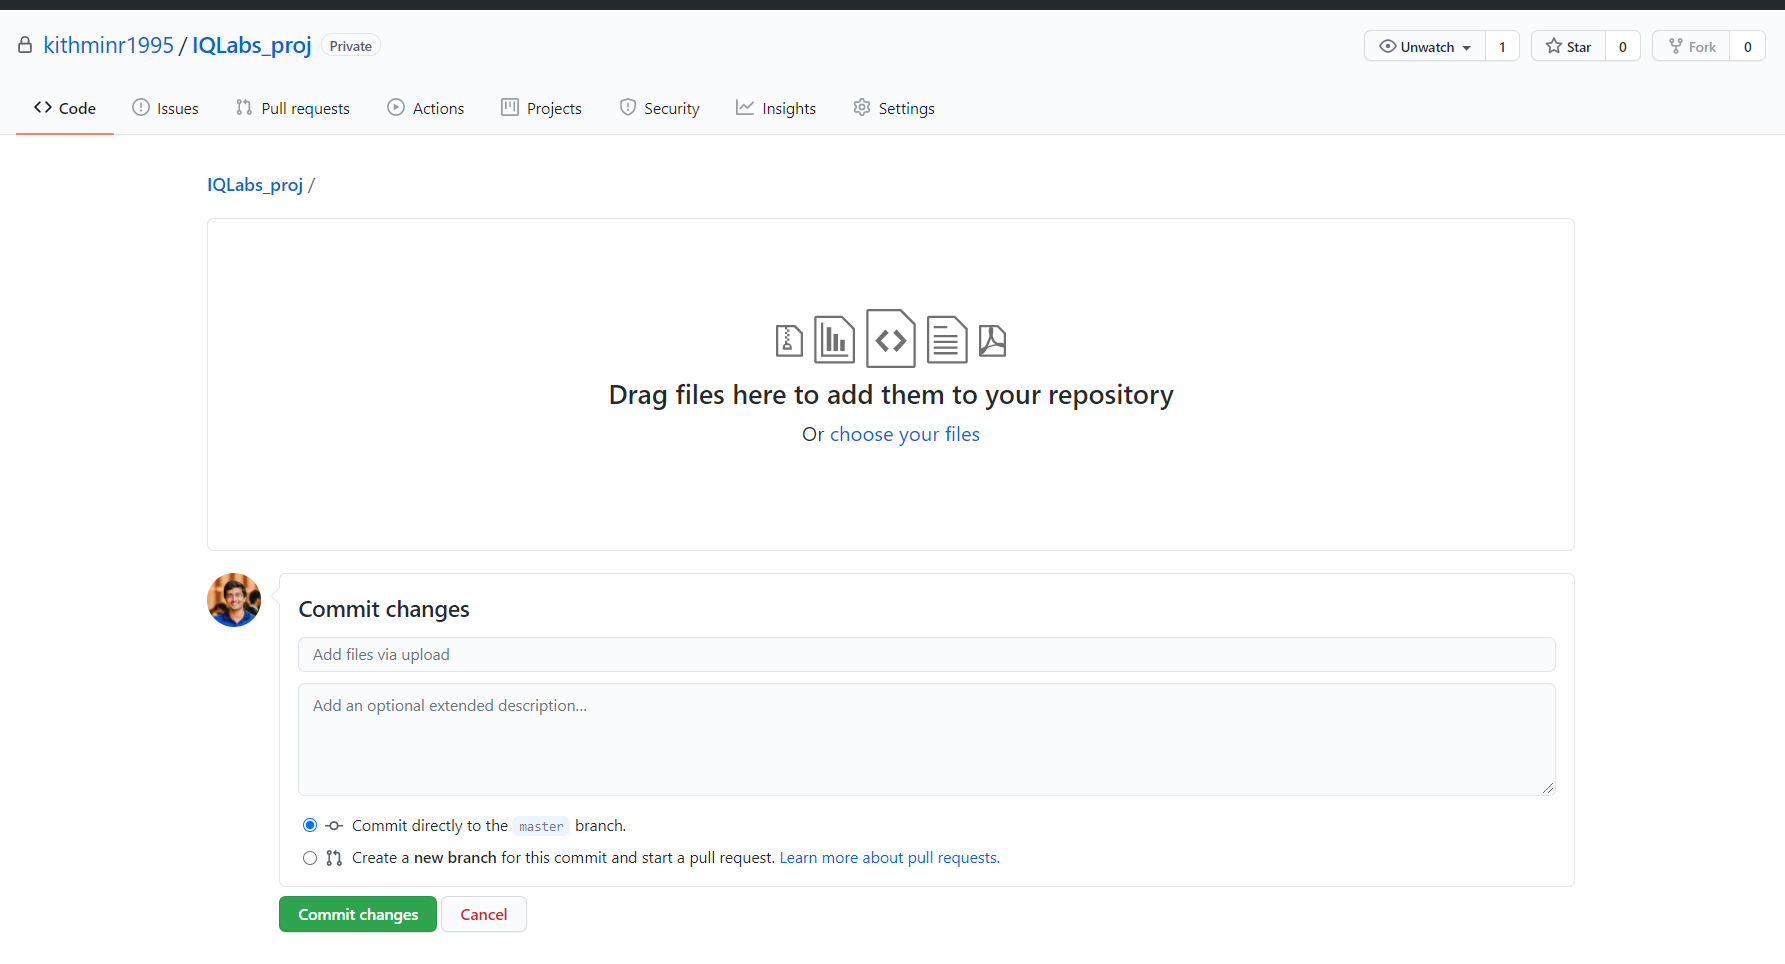 kithminr1995 / IQLabs_proj Private
Unwatch 1 Star 0 Fork 0
Code Issues Pull requests Actions Projects Security Insights Settings
IQLabs_proj /
Drag files here to add them to your repository
Or choose your files
Commit changes
Add files via upload
Add an optional extended description...
Commit directly to the master branch.
Create a new branch for this commit and start a pull request. Learn more about pull requests.
Commit changes Cancel